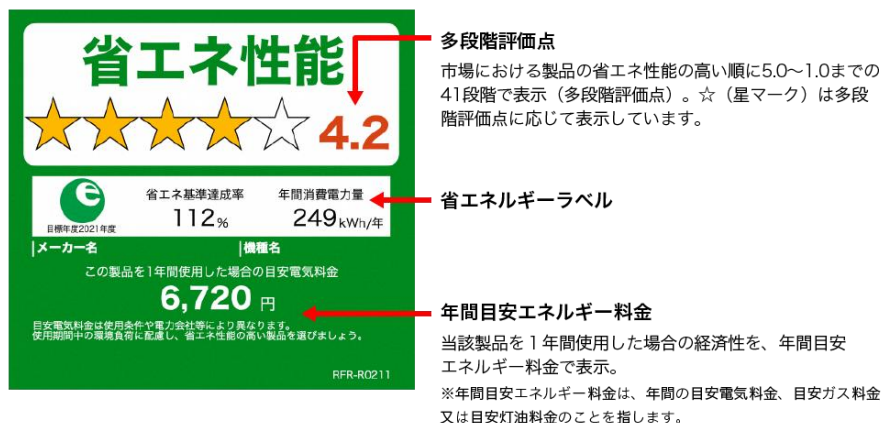 省エネ性能
4.2
e
目標年度2021年度
省エネ基準達成率
112%
年間消費電力量
249kWh/年
メーカー名
機種名
この製品を1年間使用した場合の目安電気料金
6,720 円
目安電気料金は使用条件や電力会社等により異なります。
使用期間中の環境負荷に配慮し、省エネ性能の高い製品を選びましょう。
RFR-R0211
多段階評価点
市場における製品の省エネ性能の高い順に5.0〜1.0までの
41段階で表示（多段階評価点）。☆（星マーク）は多段
階評価点に応じて表示しています。
省エネルギーラベル
年間目安エネルギー料金
当該製品を１年間使用した場合の経済性を、年間目安
エネルギー料金で表示。
※年間目安エネルギー料金は、年間の目安電気料金、目安ガス料金
又は目安灯油料金のことを指します。